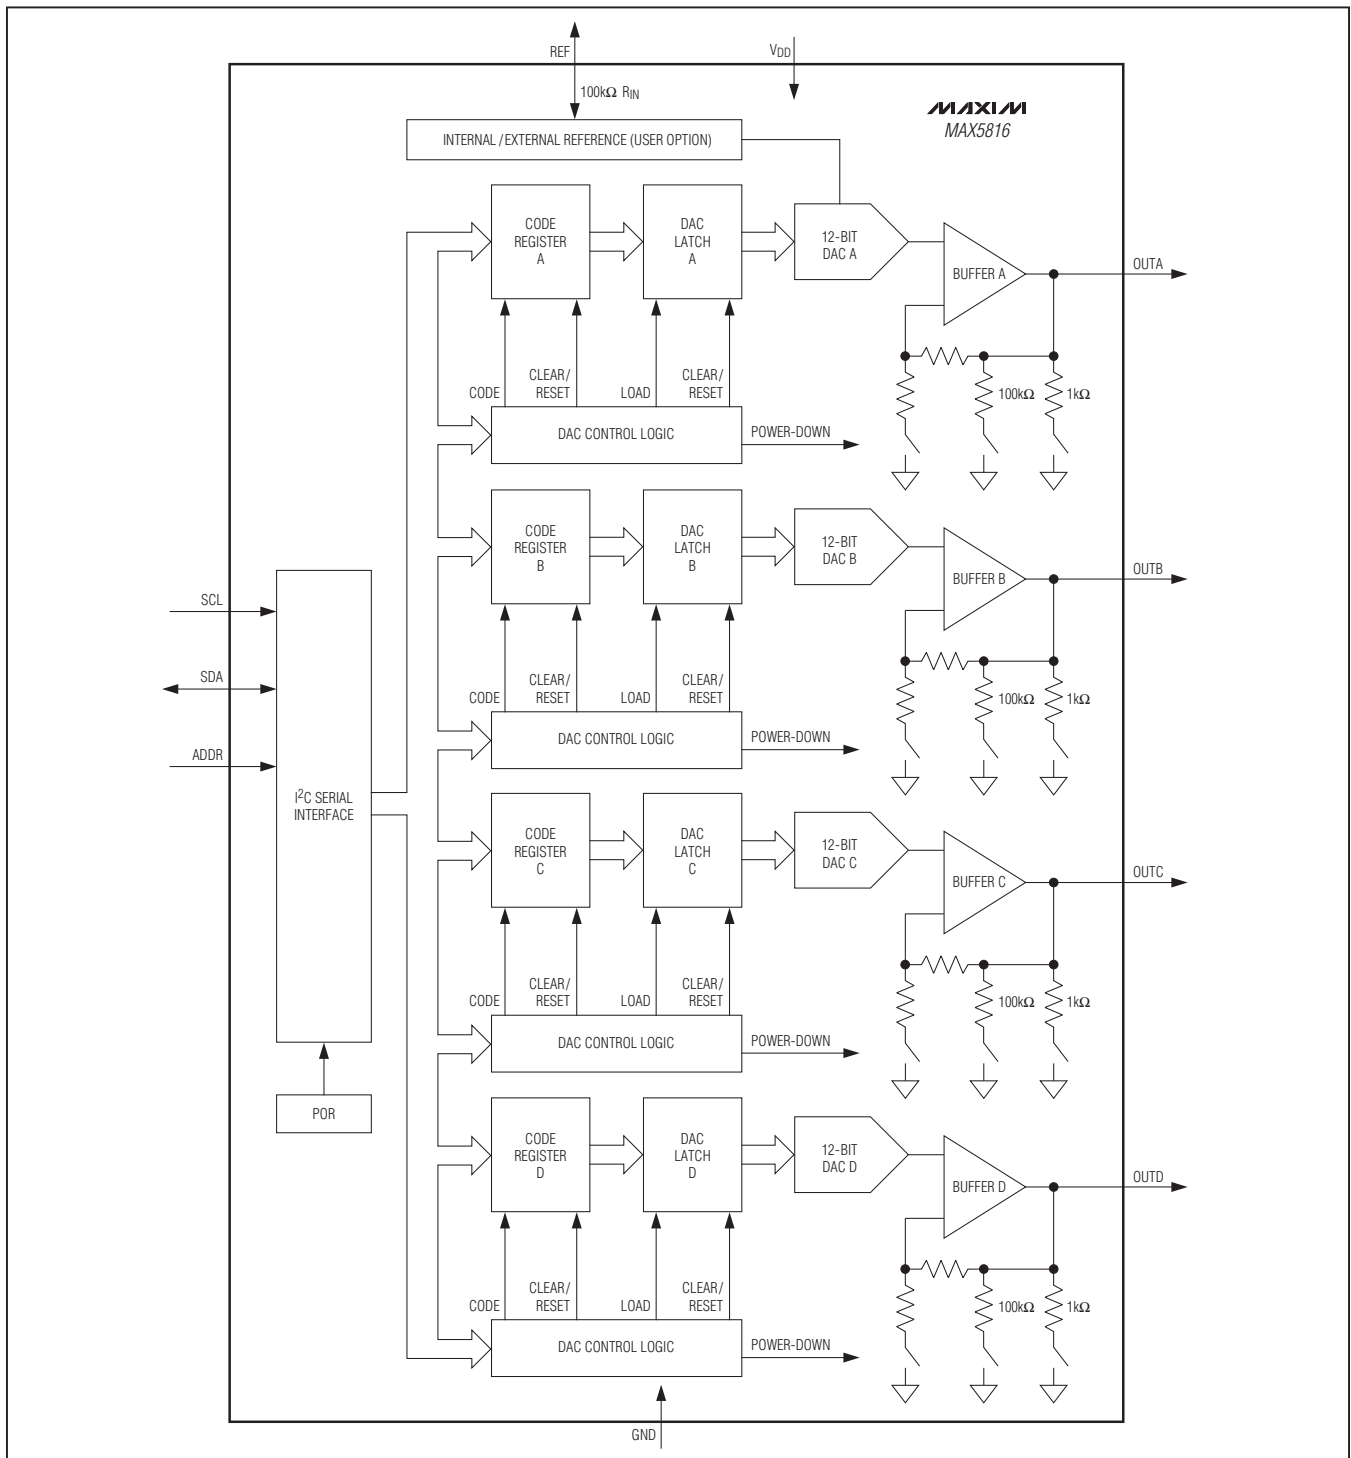 REF
VDD
100kΩ RIN
MAXIM
MAX5816
INTERNAL / EXTERNAL REFERENCE (USER OPTION)
CODE
REGISTER
A
DAC
LATCH
A
12-BIT
DAC A
BUFFER A
OUTA
CODE
CLEAR/
RESET
LOAD
CLEAR/
RESET
100kΩ
1kΩ
DAC CONTROL LOGIC
POWER-DOWN
CODE
REGISTER
B
DAC
LATCH
B
12-BIT
DAC B
BUFFER B
OUTB
CODE
CLEAR/
RESET
LOAD
CLEAR/
RESET
100kΩ
1kΩ
DAC CONTROL LOGIC
POWER-DOWN
SCL
SDA
ADDR
I2C SERIAL
INTERFACE
CODE
REGISTER
C
DAC
LATCH
C
12-BIT
DAC C
BUFFER C
OUTC
CODE
CLEAR/
RESET
LOAD
CLEAR/
RESET
100kΩ
1kΩ
DAC CONTROL LOGIC
POWER-DOWN
POR
CODE
REGISTER
D
DAC
LATCH
D
12-BIT
DAC D
BUFFER D
OUTD
CODE
CLEAR/
RESET
LOAD
CLEAR/
RESET
100kΩ
1kΩ
DAC CONTROL LOGIC
POWER-DOWN
GND